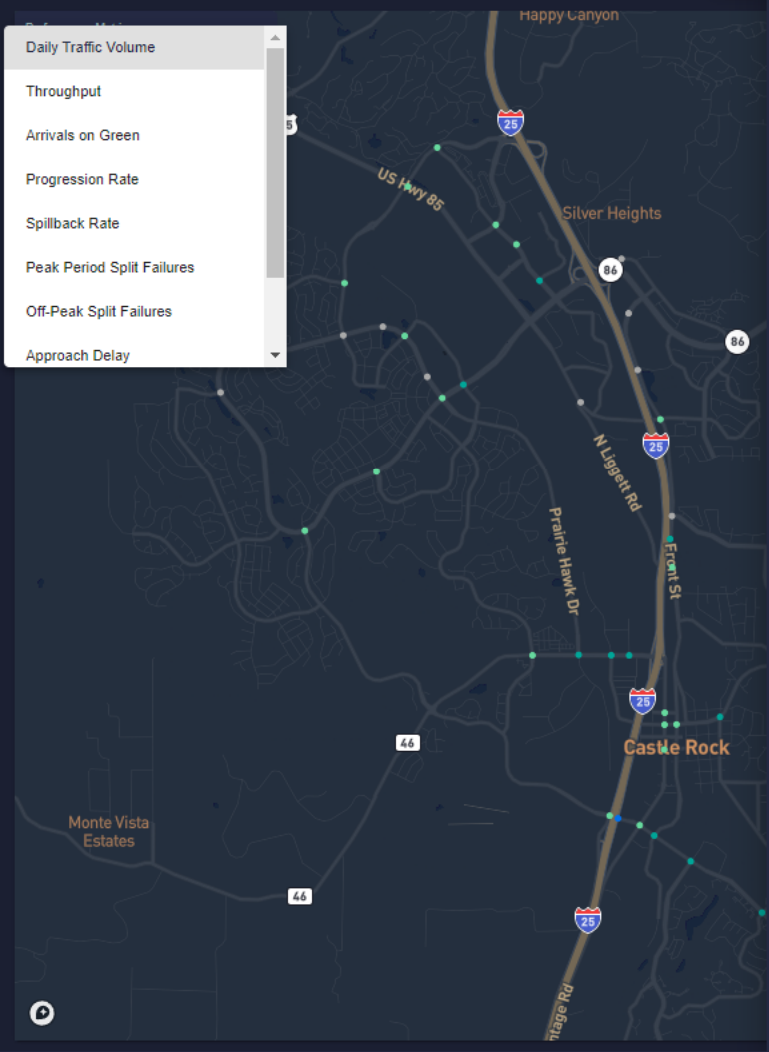 Happy Canyon
Daily Traffic Volume
Throughput
Arrivals on Green
Progression Rate
Spillback Rate
Peak Period Split Failures
Off-Peak Split Failures
Approach Delay
5
25
US Hwy 85
Silver Heights
86
86
25
N Liggett Rd
Prairie Hawk Dr
Front St
25
46
Castle Rock
Monte Vista
Estates
46
25
ntage Rd